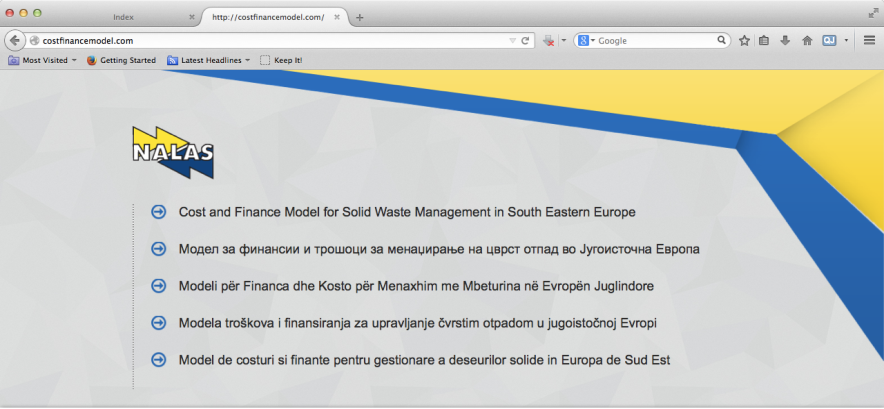 Index
http://costfinancemodel.com/
costfinancemodel.com
Google
Most Visited
Getting Started
Latest Headlines
Keep It!
NALAS
Cost and Finance Model for Solid Waste Management in South Eastern Europe
Модел за финансии и трошоци за менаџирање на цврст отпад во Југоисточна Европа
Modeli për Financa dhe Kosto për Menaxhim me Mbeturina në Evropën Juglindore
Modela troškova i finansiranja za upravljanje čvrstim otpadom u jugoistočnoj Evropi
Model de costuri si finante pentru gestionare a deseurilor solide in Europa de Sud Est